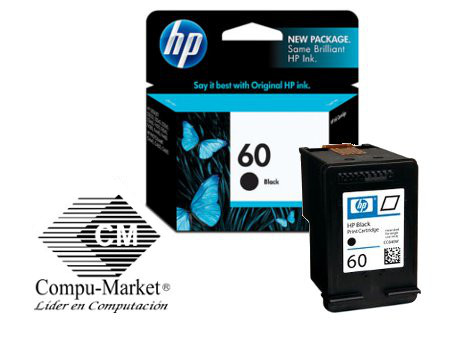 hp
NEW PACKAGE.
Same Brilliant
HP Ink.
Say it best with Original HP ink.
60
Black
hp
HP Black
Print Cartridge
60
CM
Compu-Market®
Líder en Computación